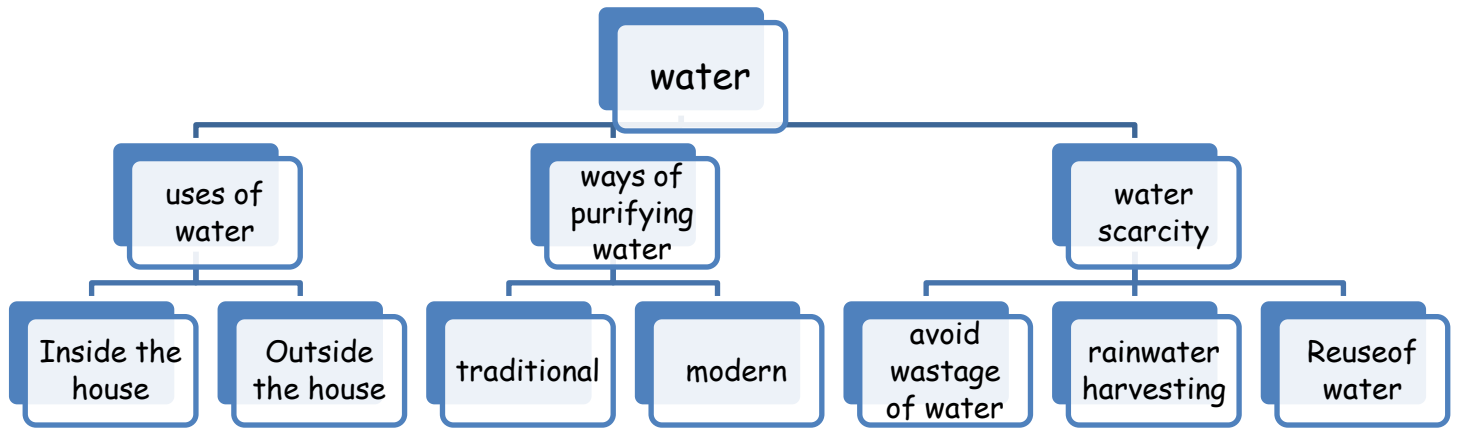 water
uses of
water
ways of
purifying
water
water
scarcity
Inside the
house
Outside
the house
traditional
modern
avoid
wastage
of water
rainwater
harvesting
Reuseof
water